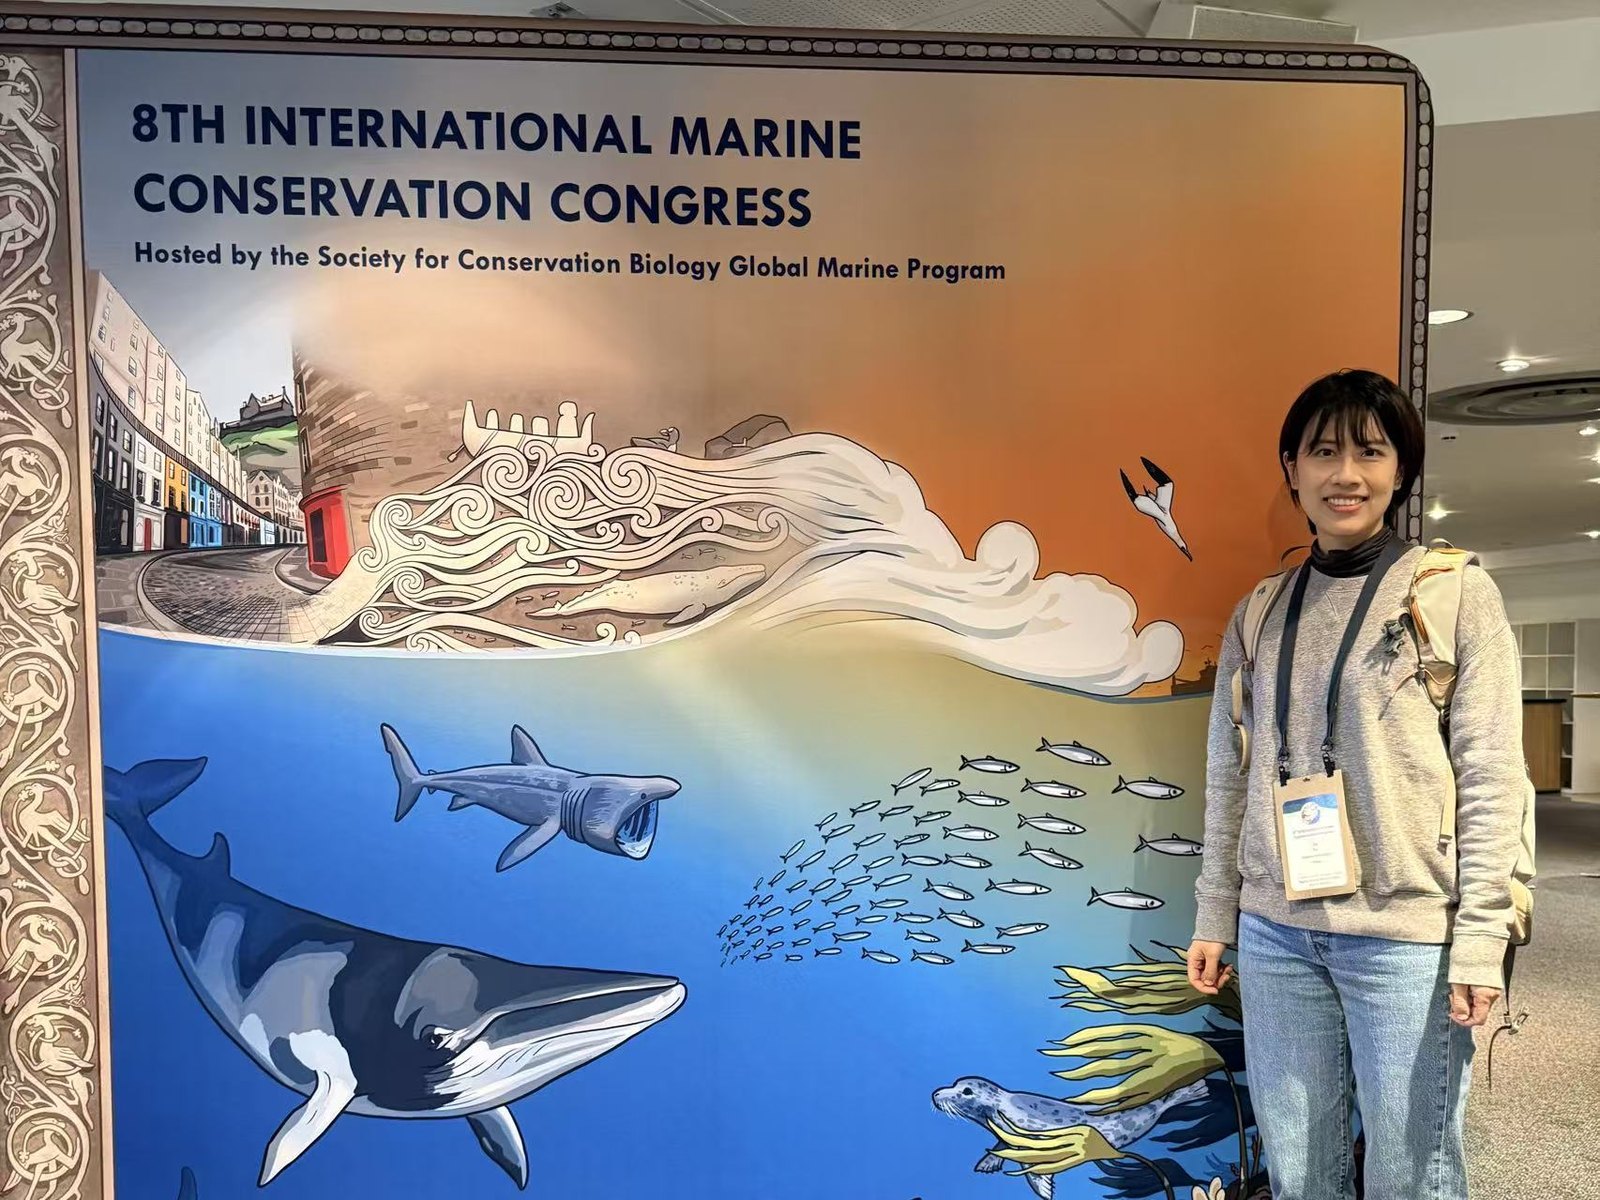 8TH INTERNATIONAL MARINE
CONSERVATION CONGRESS
Hosted by the Society for Conservation Biology Global Marine Program